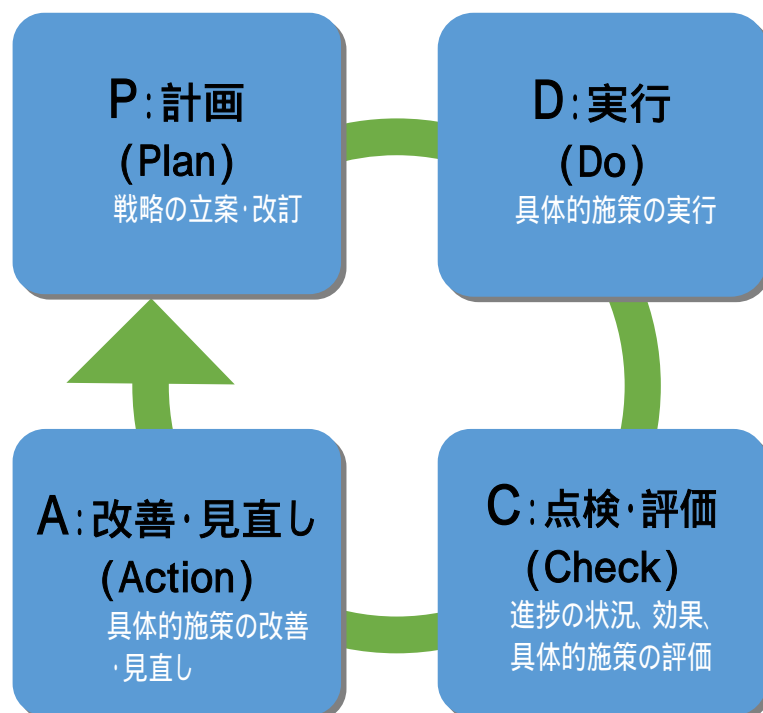 P:計画
(Plan)
戦略の立案・改訂
D:実行
(Do)
具体的施策の実行
A:改善・見直し
(Action)
具体的施策の改善
・見直し
C:点検・評価
(Check)
進捗の状況、効果、
具体的施策の評価